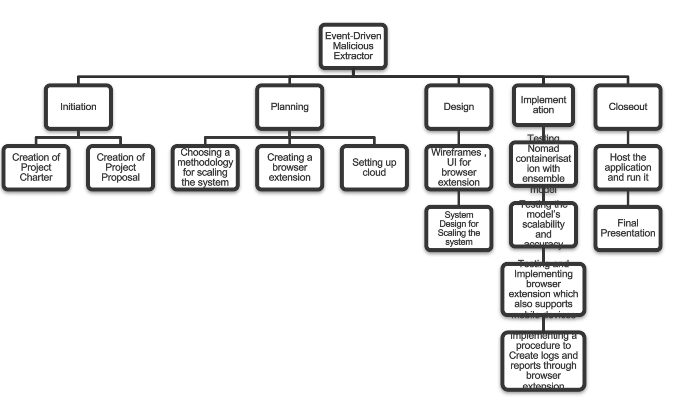 Event-Driven
Malicious
Extractor
Initiation
Planning
Design
Implement
ation
Closeout
Creation of
Project
Charter
Creation of
Project
Proposal
Choosing a
methodology
for scaling
the system
Creating a
browser
extension
Setting up
cloud
Wireframes ,
UI for
browser
extension
Testing
Nomad
containerisat
ion with
ensemble
model
Host the
application
and run it
System
Design for
Scaling the
system
Testing the
model's
scalability
and
accuracy
Final
Presentation
Testing and
Implementing
browser
extension which
also supports
mobile devices
Implementing a
procedure to
Create logs and
reports through
browser
extension